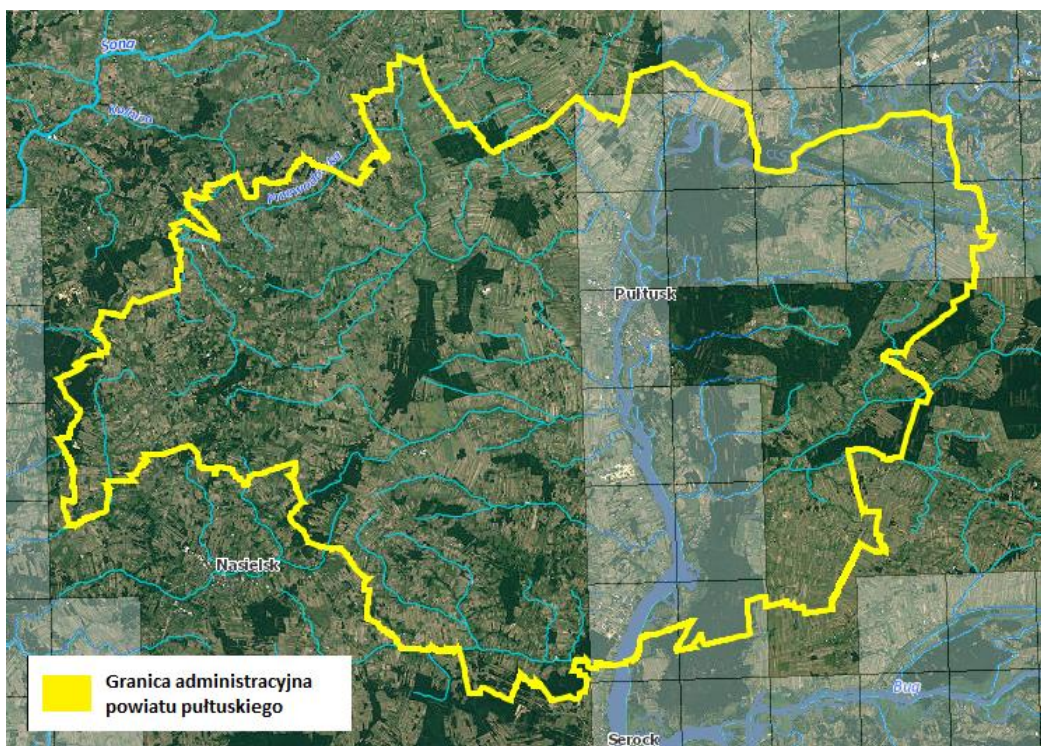 Sona
Pułtusk
Nasielsk
Bug
Serock
Granica administracyjna
powiatu pułtuskiego